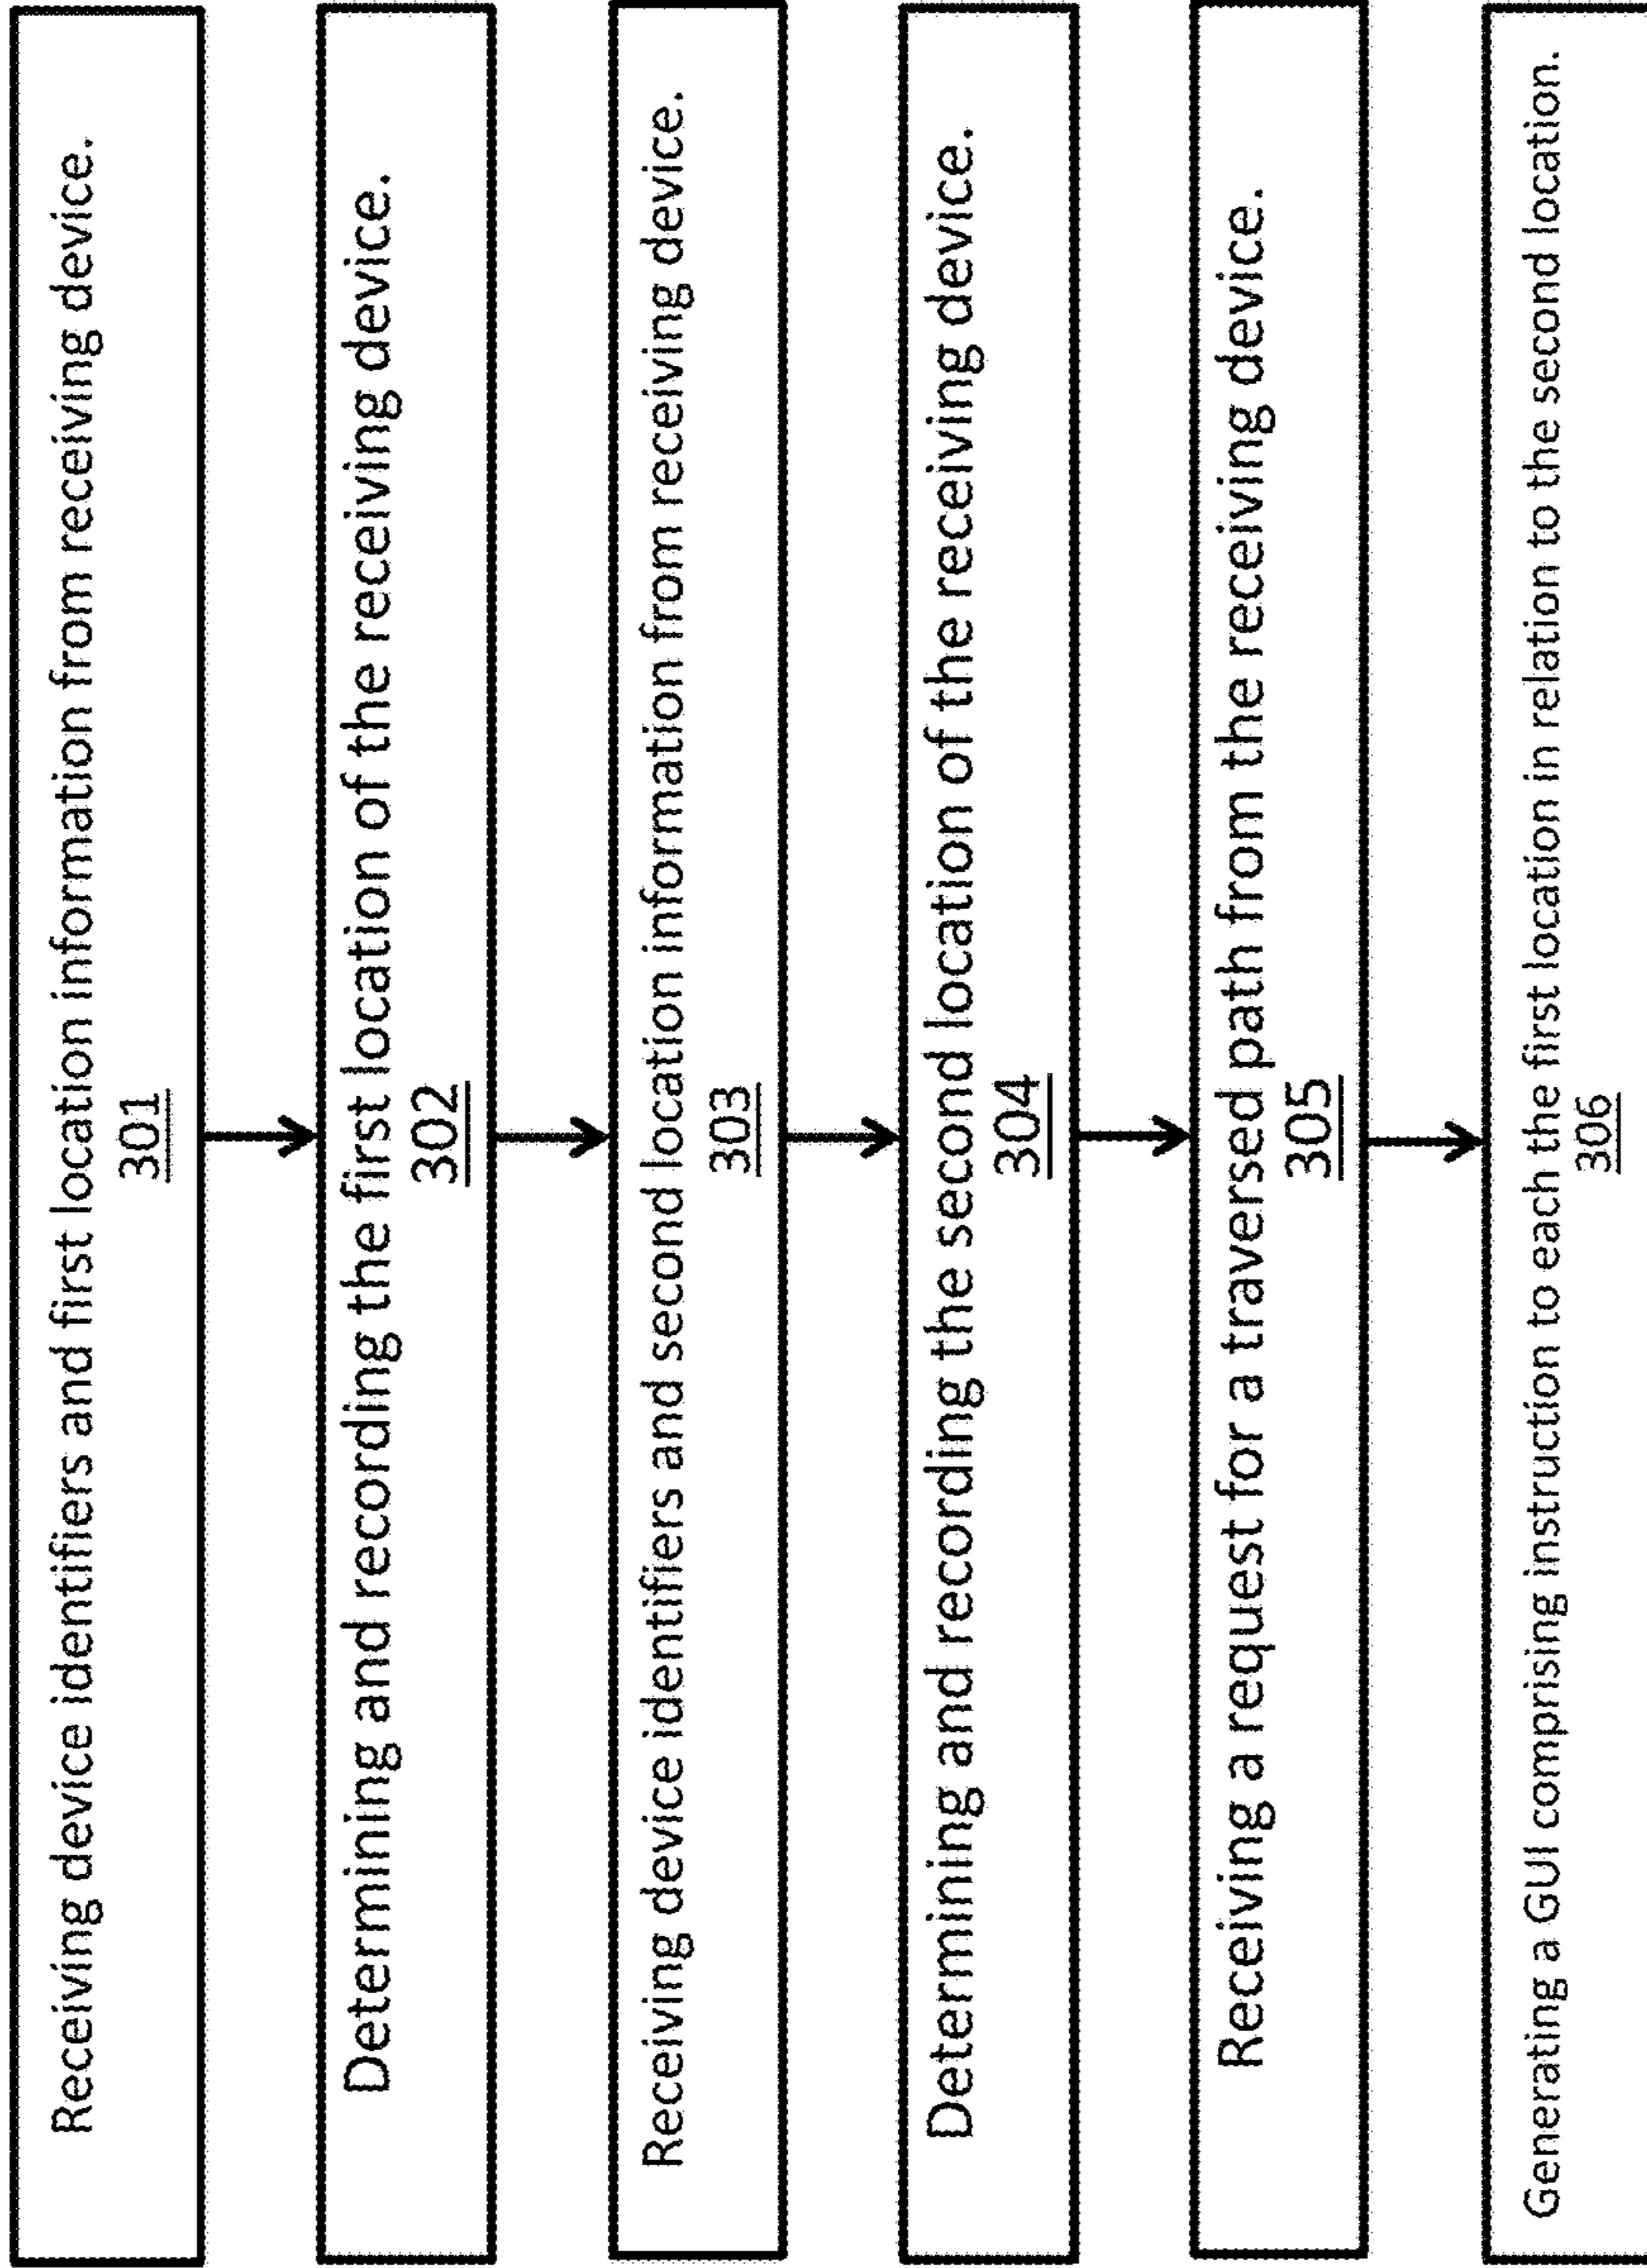 Receiving device identifiers and first location information from receiving device.
301
Determining and recording the first location of the receiving device.
302
Receiving device identifiers and second location information from receiving device.
303
Determining and recording the second location of the receiving device.
304
Receiving a request for a traversed path from the receiving device.
305
Generating a GUI comprising instruction to each the first location in relation to the second location.
306